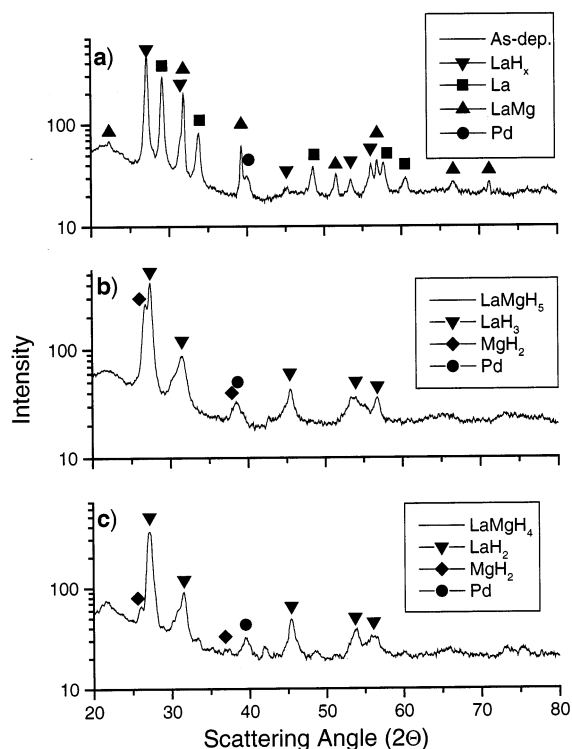 a)
As-dep.
LaHx
La
LaMg
Pd
100
10
b)
LaMgH5
LaH3
MgH2
Pd
100
10
Intensity
c)
LaMgH4
LaH2
MgH2
Pd
100
10
20 30 40 50 60 70 80
Scattering Angle (2Θ)